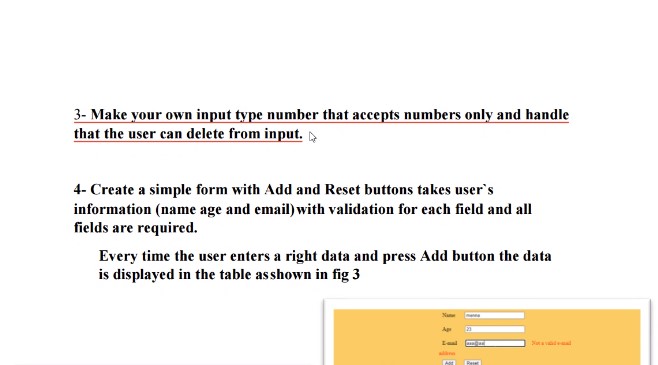 3- Make your own input type number that accepts numbers only and handle
that the user can delete from input.
4- Create a simple form with Add and Reset buttons takes user`s
information (name age and email)with validation for each field and all
fields are required.
Every time the user enters a right data and press Add button the data
is displayed in the table asshown in fig 3
Name
Age 23
E-mail Not a valid e-mail
address
Add Reset